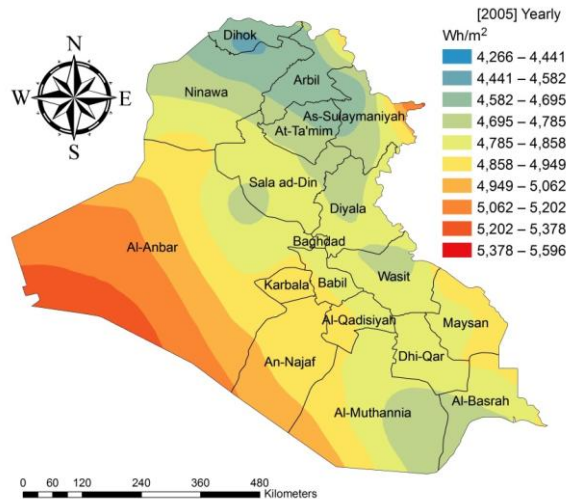 [2005] Yearly
Wh/m²
4,266 – 4,441
4,441 – 4,582
4,582 – 4,695
4,695 – 4,785
4,785 – 4,858
4,858 – 4,949
4,949 – 5,062
5,062 – 5,202
5,202 – 5,378
5,378 – 5,596
N
W E
S
Dihok
Ninawa
Arbil
As-Sulaymaniyah
At-Ta'mim
Sala ad-Din
Diyala
Baghdad
Al-Anbar
Wasit
Karbala
Babil
Al-Qadisiyah
Maysan
An-Najaf
Dhi-Qar
Al-Basrah
Al-Muthannia
0 60 120 240 360 480
Kilometers